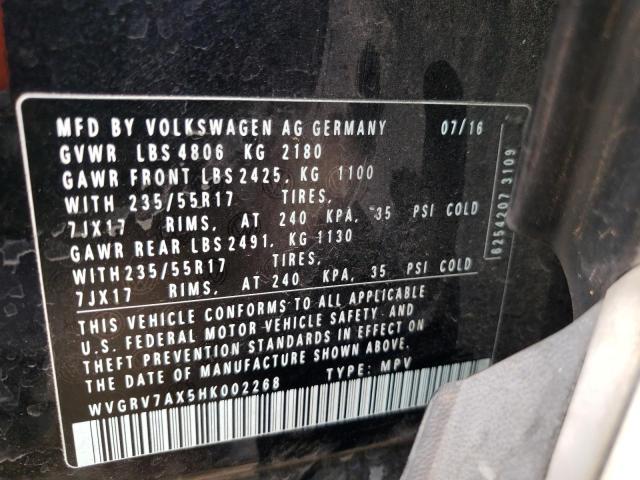 MFD BY VOLKSWAGEN AG GERMANY 07/16
GVWR LBS 4806 KG 2180
GAWR FRONT LBS 2425, KG 1100
WITH 235/55R17 TIRES,
7JX17 RIMS, AT 240 KPA, 35 PSI COLD
GAWR REAR LBS 2491, KG 1130
WITH 235/55R17 TIRES,
7JX17 RIMS, AT 240 KPA, 35 PSI COLD
THIS VEHICLE CONFORMS TO ALL APPLICABLE
U.S. FEDERAL MOTOR VEHICLE SAFETY AND
THEFT PREVENTION STANDARDS IN EFFECT ON
THE DATE OF MANUFACTURE SHOWN ABOVE.
WVGRV7AX5HK002268 TYPE: MPV
6254207 3109